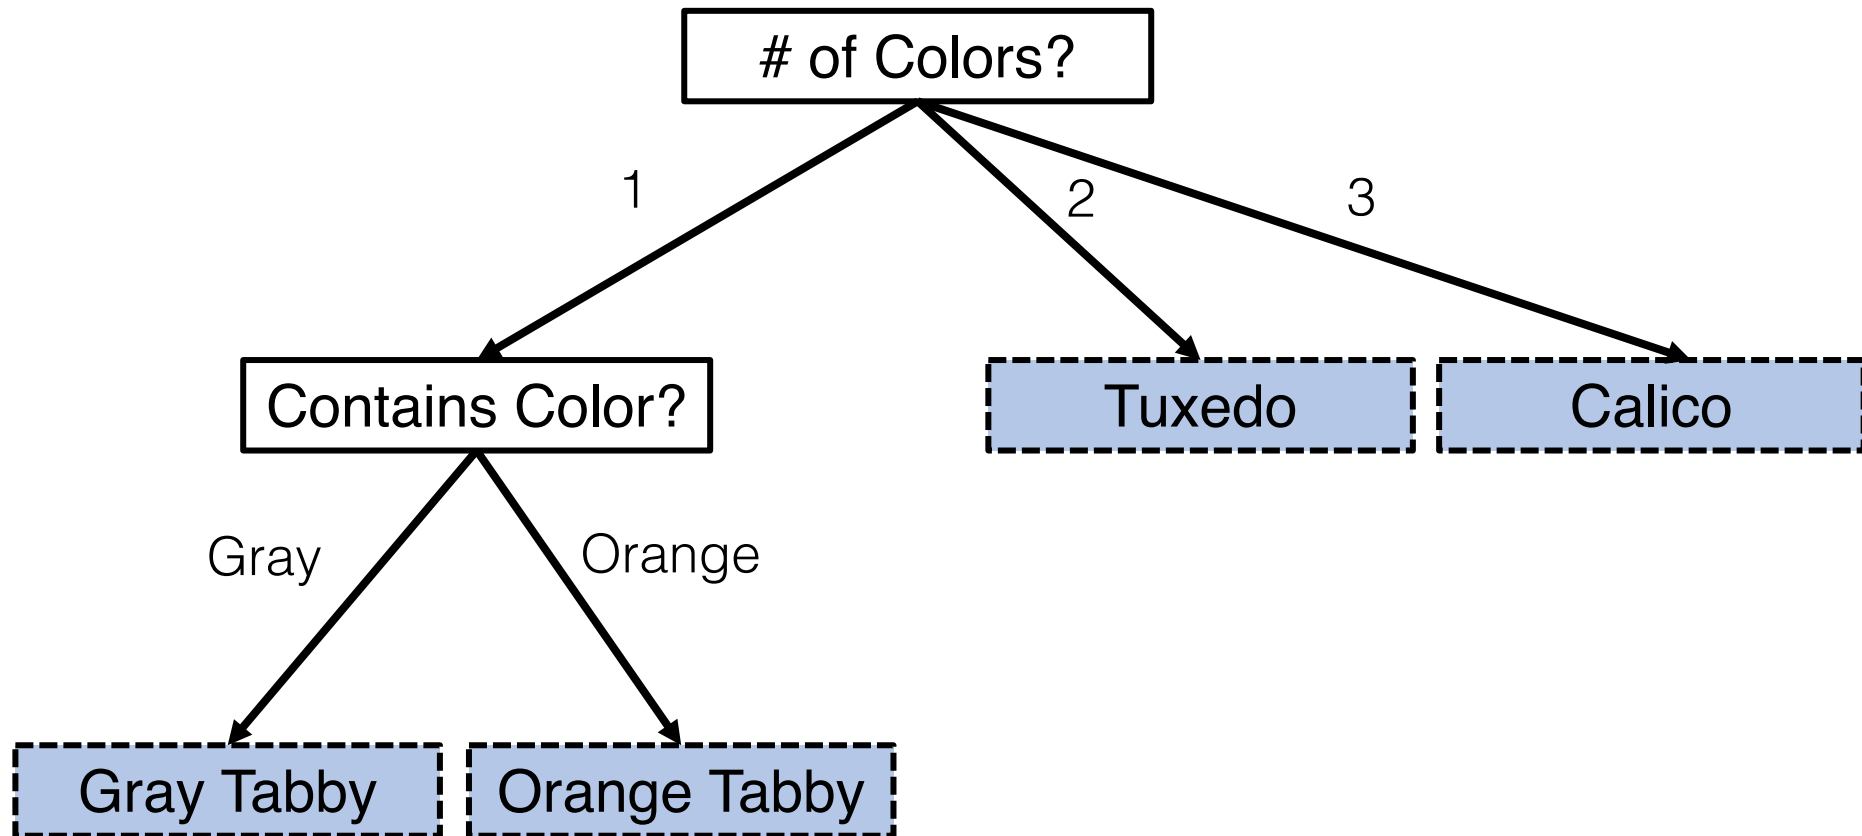 # of Colors?
1
2
3
Contains Color?
Tuxedo
Calico
Gray
Orange
Gray Tabby
Orange Tabby